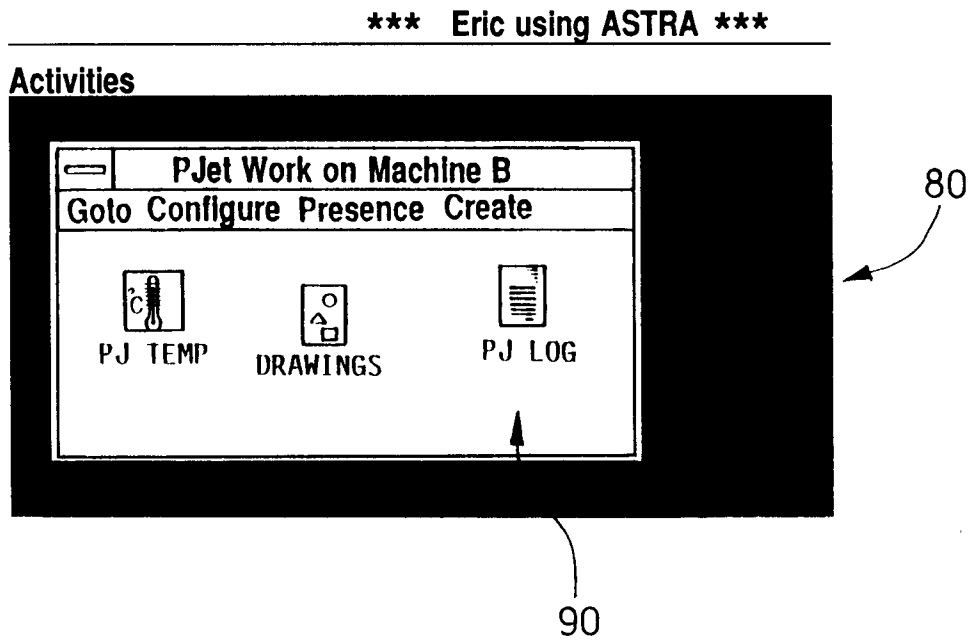 *** Eric using ASTRA ***
Activities
PJet Work on Machine B
Goto Configure Presence Create
°C
PJ TEMP
DRAWINGS
PJ LOG
80
90